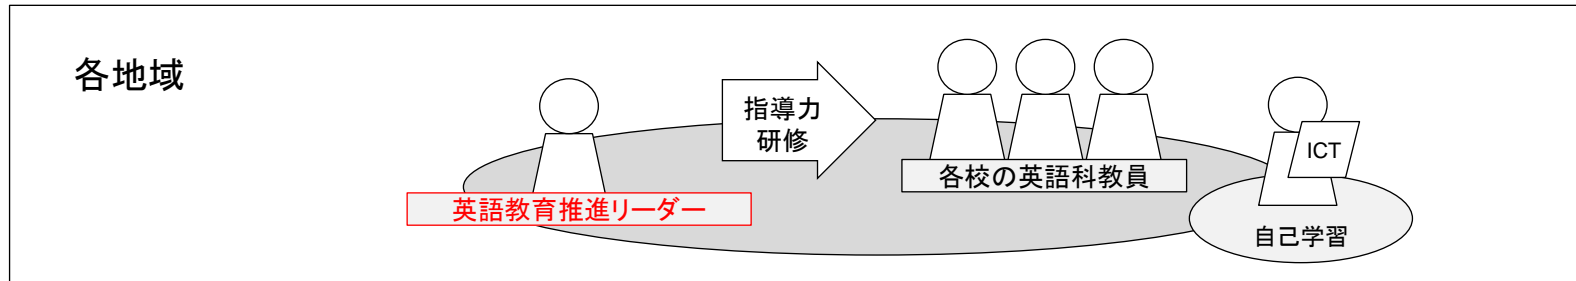 各地域
指導力
研修
英語教育推進リーダー
各校の英語科教員
ICT
自己学習